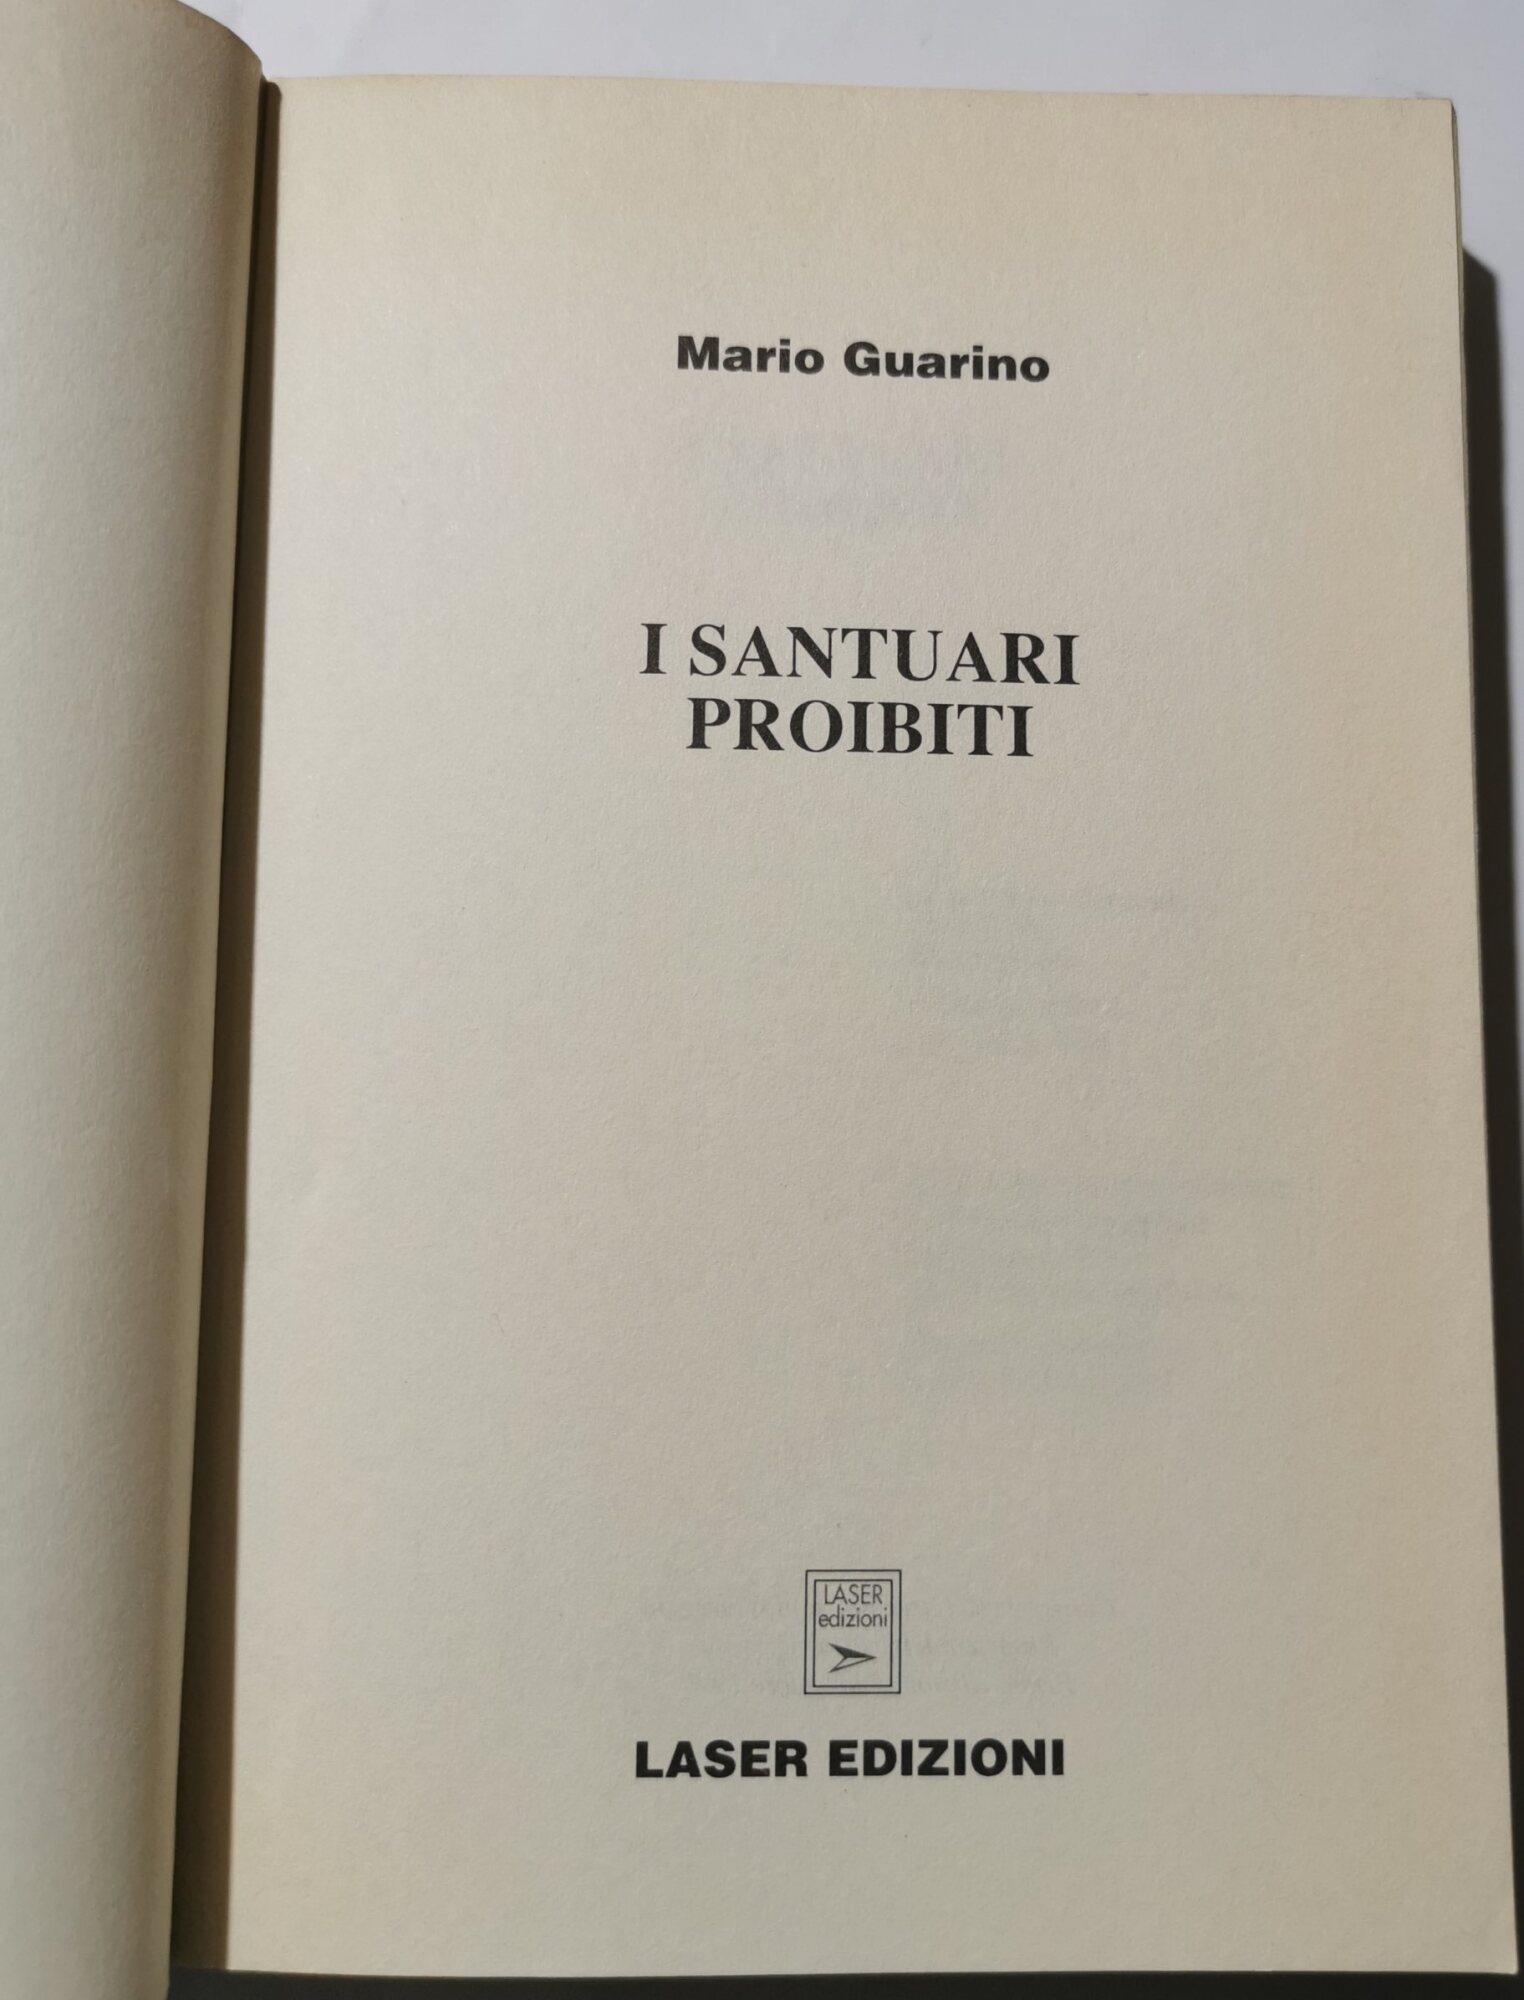 Mario Guarino
I SANTUARI
PROIBITI
LASER
edizioni
LASER EDIZIONI